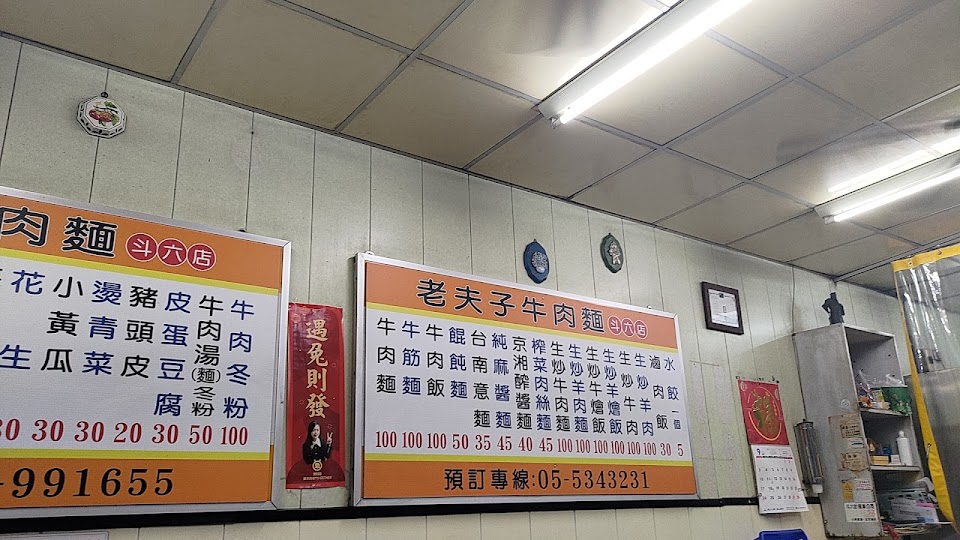 肉麵 斗六店
花生 30
小黃瓜 30
燙青菜 30
豬頭皮 20
皮蛋豆腐 30
牛肉湯(麵)冬粉 50
牛肉冬粉 100
-991655
遇兔則發
老夫子牛肉麵 斗六店
牛肉麵 100
牛筋麵 100
牛肉飯 100
餛飩麵 50
台南意麵 35
純麻醬麵 45
京湘醡醬麵 40
榨菜肉絲麵 45
生炒牛肉麵 100
生炒羊肉麵 100
生炒牛燴飯 100
生炒羊燴飯 100
生炒牛肉 100
生炒羊肉 100
滷肉飯 30
水餃一個 5
預訂專線:05-5343231
9